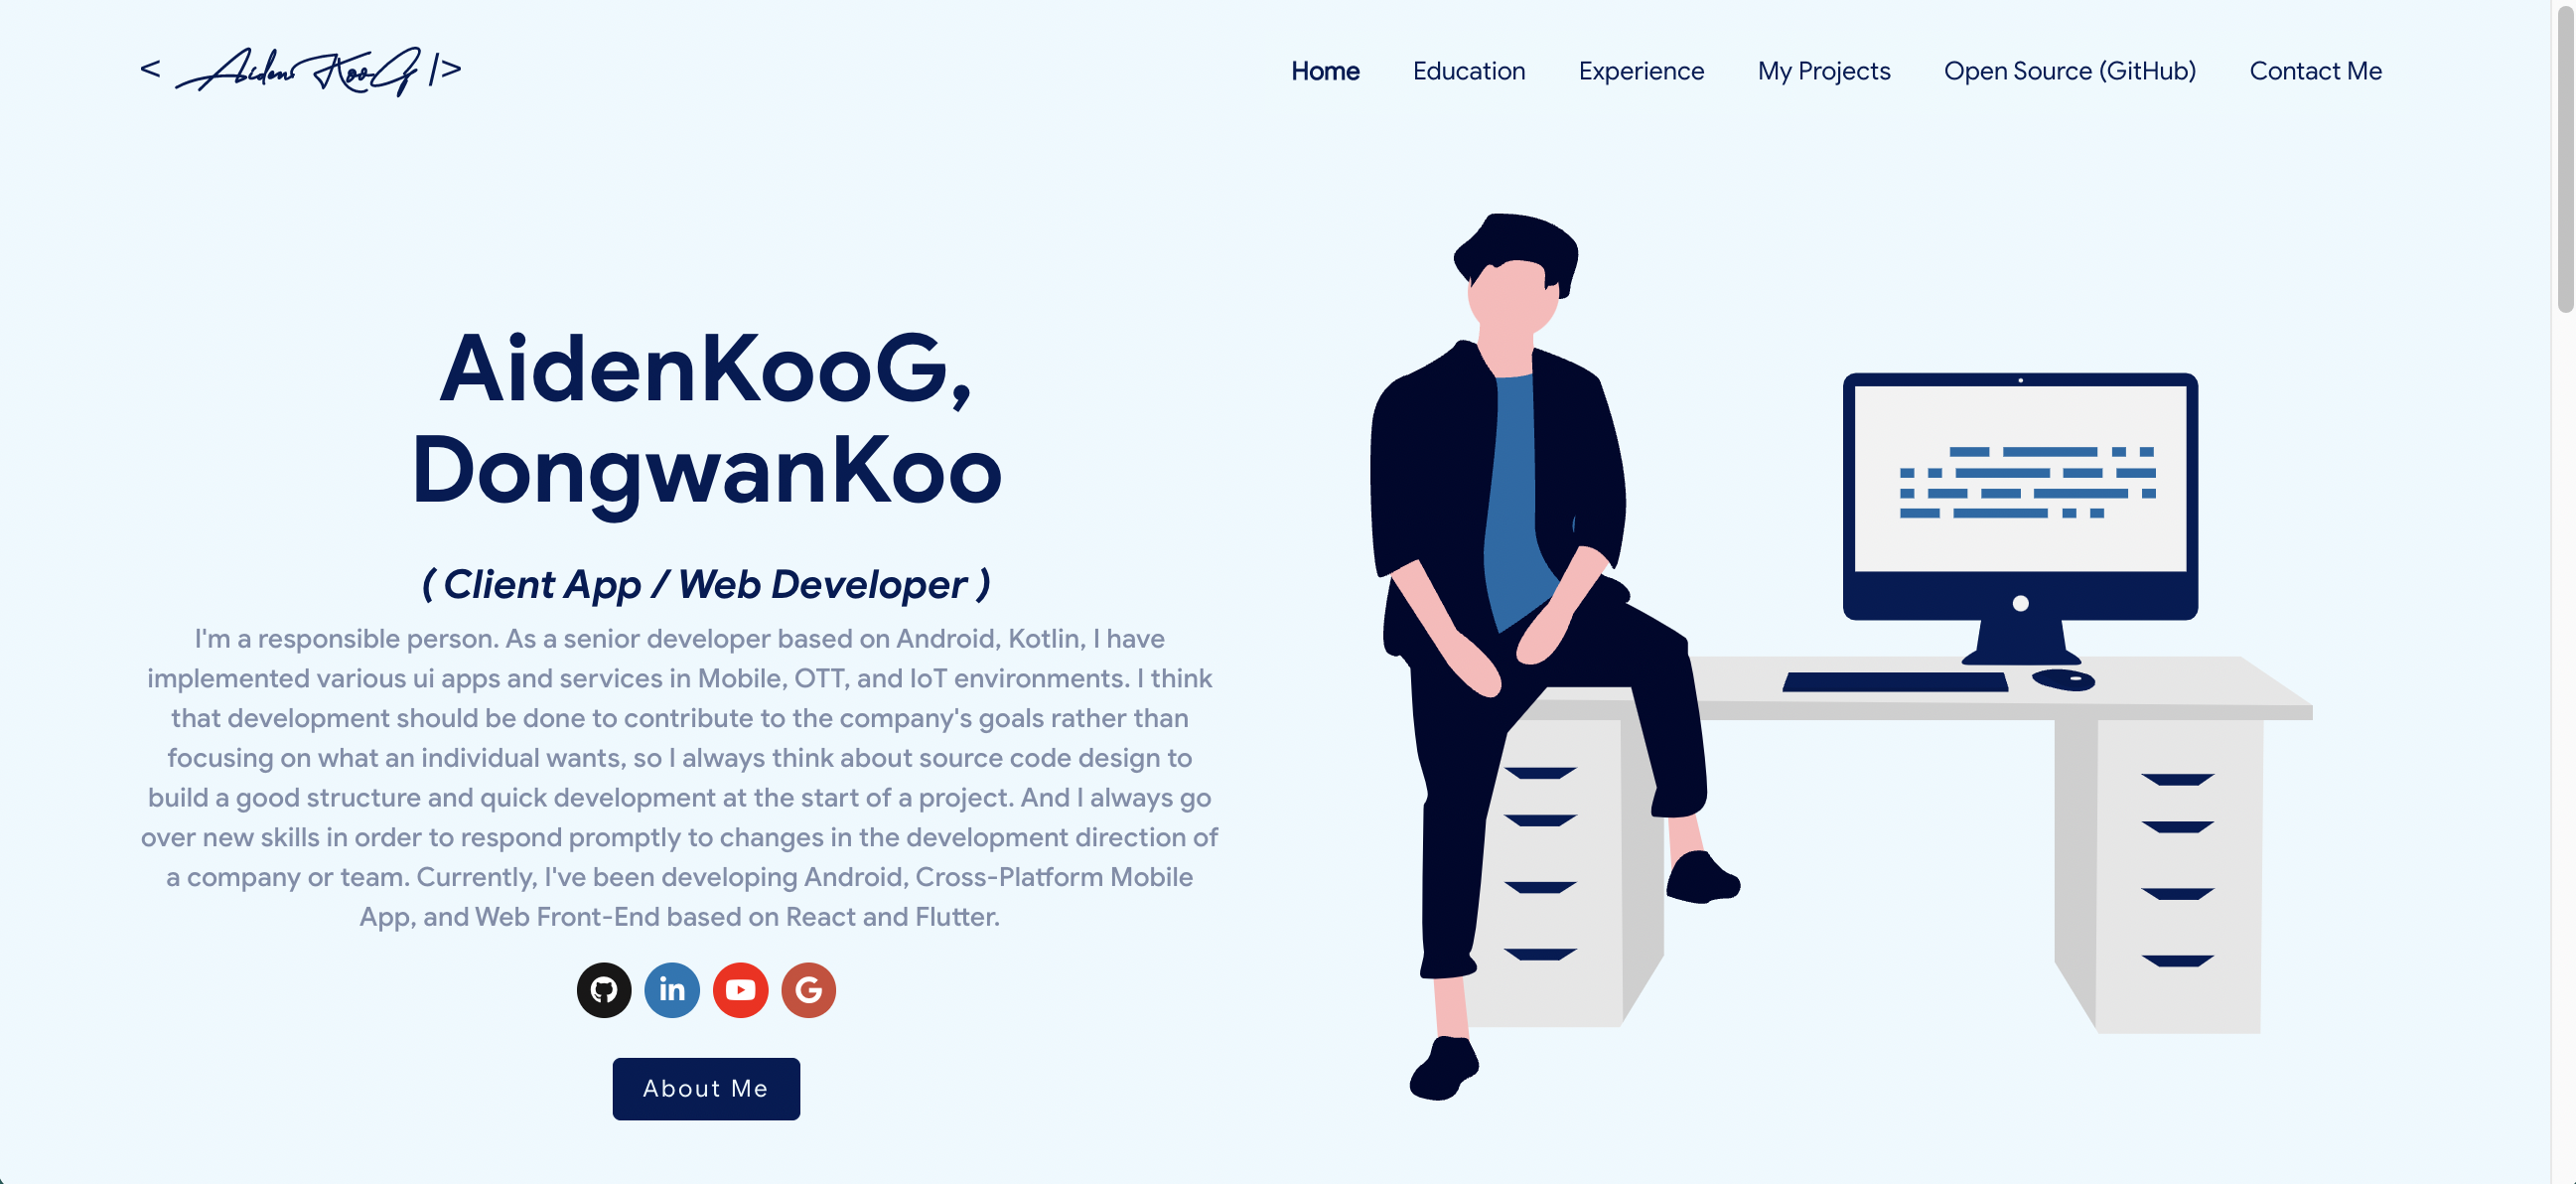 < Aiden KooG />
Home Education Experience My Projects Open Source (GitHub) Contact Me
AidenKooG,
DongwanKoo
( Client App / Web Developer )
I'm a responsible person. As a senior developer based on Android, Kotlin, I have
implemented various ui apps and services in Mobile, OTT, and IoT environments. I think
that development should be done to contribute to the company's goals rather than
focusing on what an individual wants, so I always think about source code design to
build a good structure and quick development at the start of a project. And I always go
over new skills in order to respond promptly to changes in the development direction of
a company or team. Currently, I've been developing Android, Cross-Platform Mobile
App, and Web Front-End based on React and Flutter.
in G
About Me